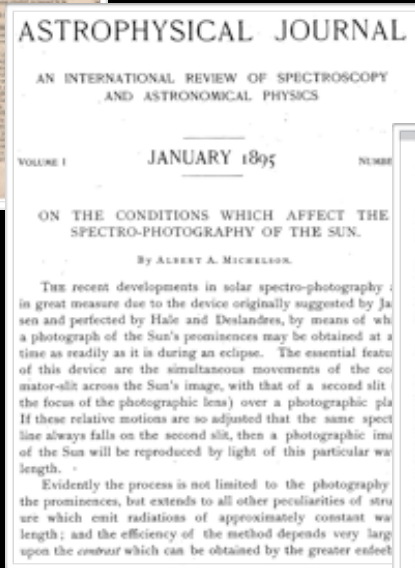 ASTROPHYSICAL JOURNAL
AN INTERNATIONAL REVIEW OF SPECTROSCOPY
AND ASTRONOMICAL PHYSICS
VOLUME I JANUARY 1895 NUMBE
ON THE CONDITIONS WHICH AFFECT THE
SPECTRO-PHOTOGRAPHY OF THE SUN.
By ALBERT A. MICHELSON.
THE recent developments in solar spectro-photography
in great measure due to the device originally suggested by Ja
sen and perfected by Hale and Deslandres, by means of wh
a photograph of the Sun's prominences may be obtained at a
time as readily as it is during an eclipse. The essential featu
of this device are the simultaneous movements of the co
mator-slit across the Sun's image, with that of a second slit
the focus of the photographic lens) over a photographic pla
If these relative motions are so adjusted that the same spect
line always falls on the second slit, then a photographic ima
of the Sun will be reproduced by light of this particular wa
length.
Evidently the process is not limited to the photography
the prominences, but extends to all other peculiarities of stru
ure which emit radiations of approximately constant wa
length; and the efficiency of the method depends very larg
upon the contrast which can be obtained by the greater enfeeb